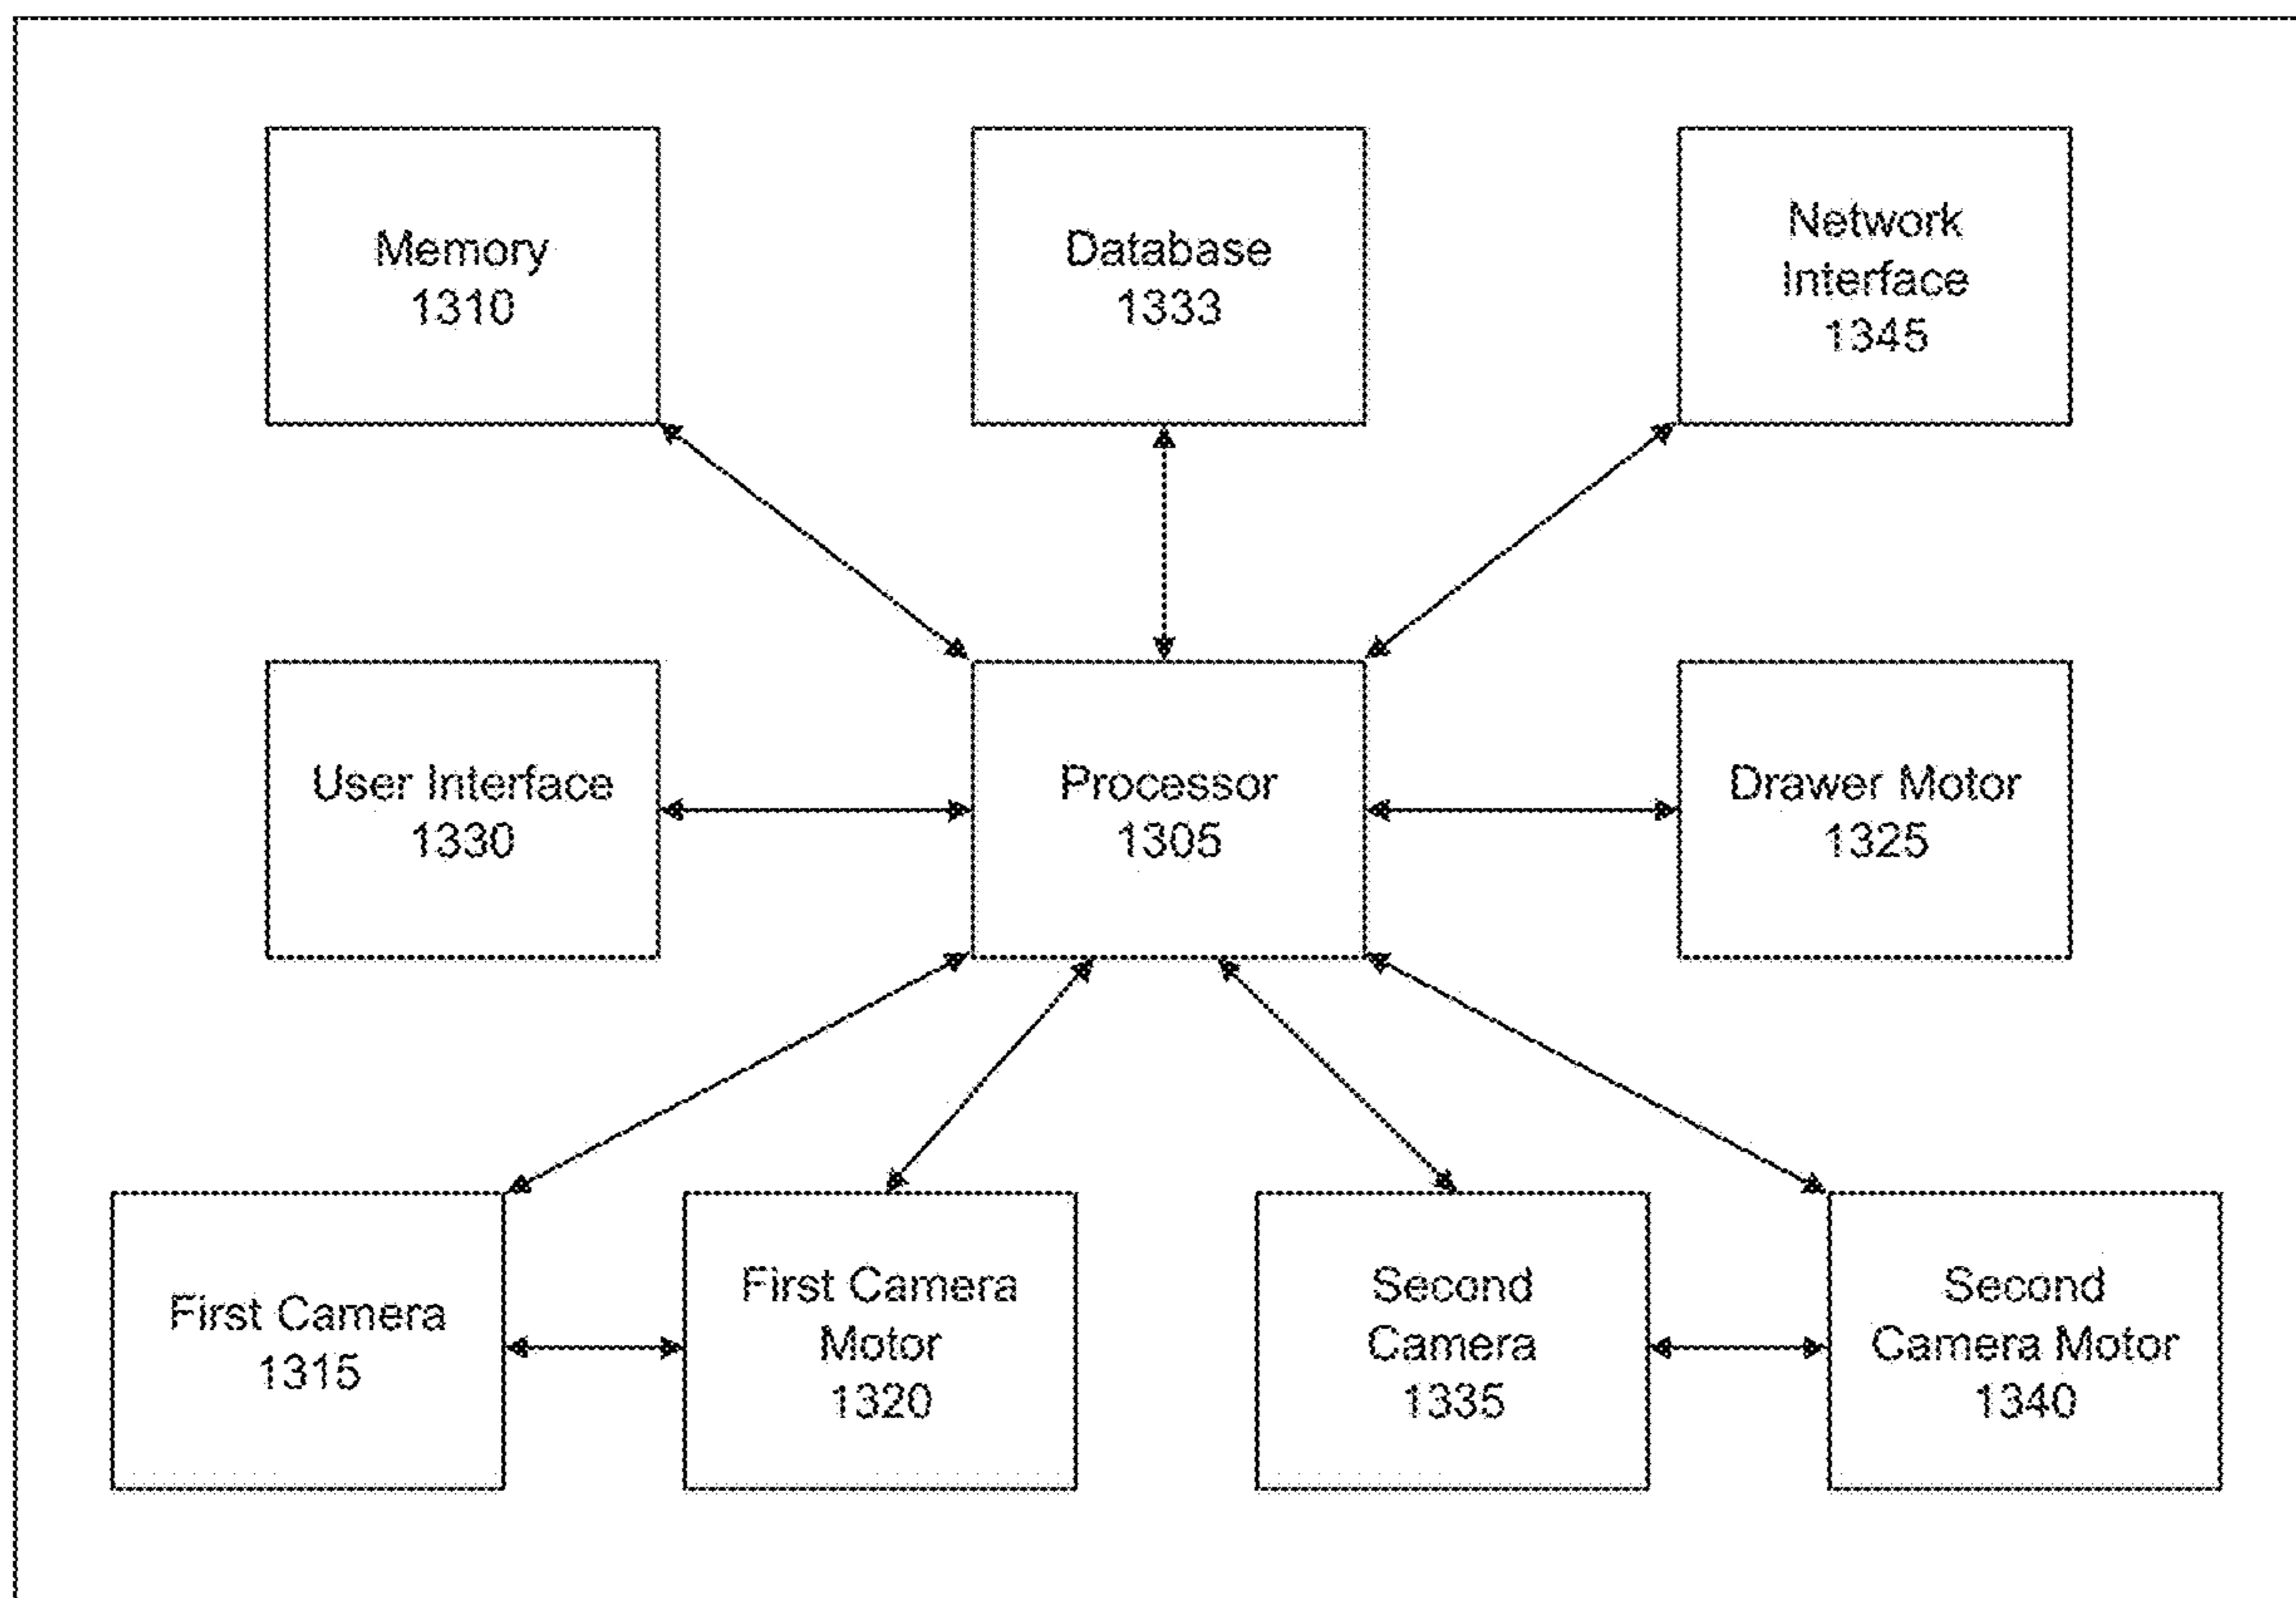 Memory
1310
Database
1333
Network
Interface
1345
User Interface
1330
Processor
1305
Drawer Motor
1325
First Camera
1315
First Camera
Motor
1320
Second
Camera
1335
Second
Camera Motor
1340